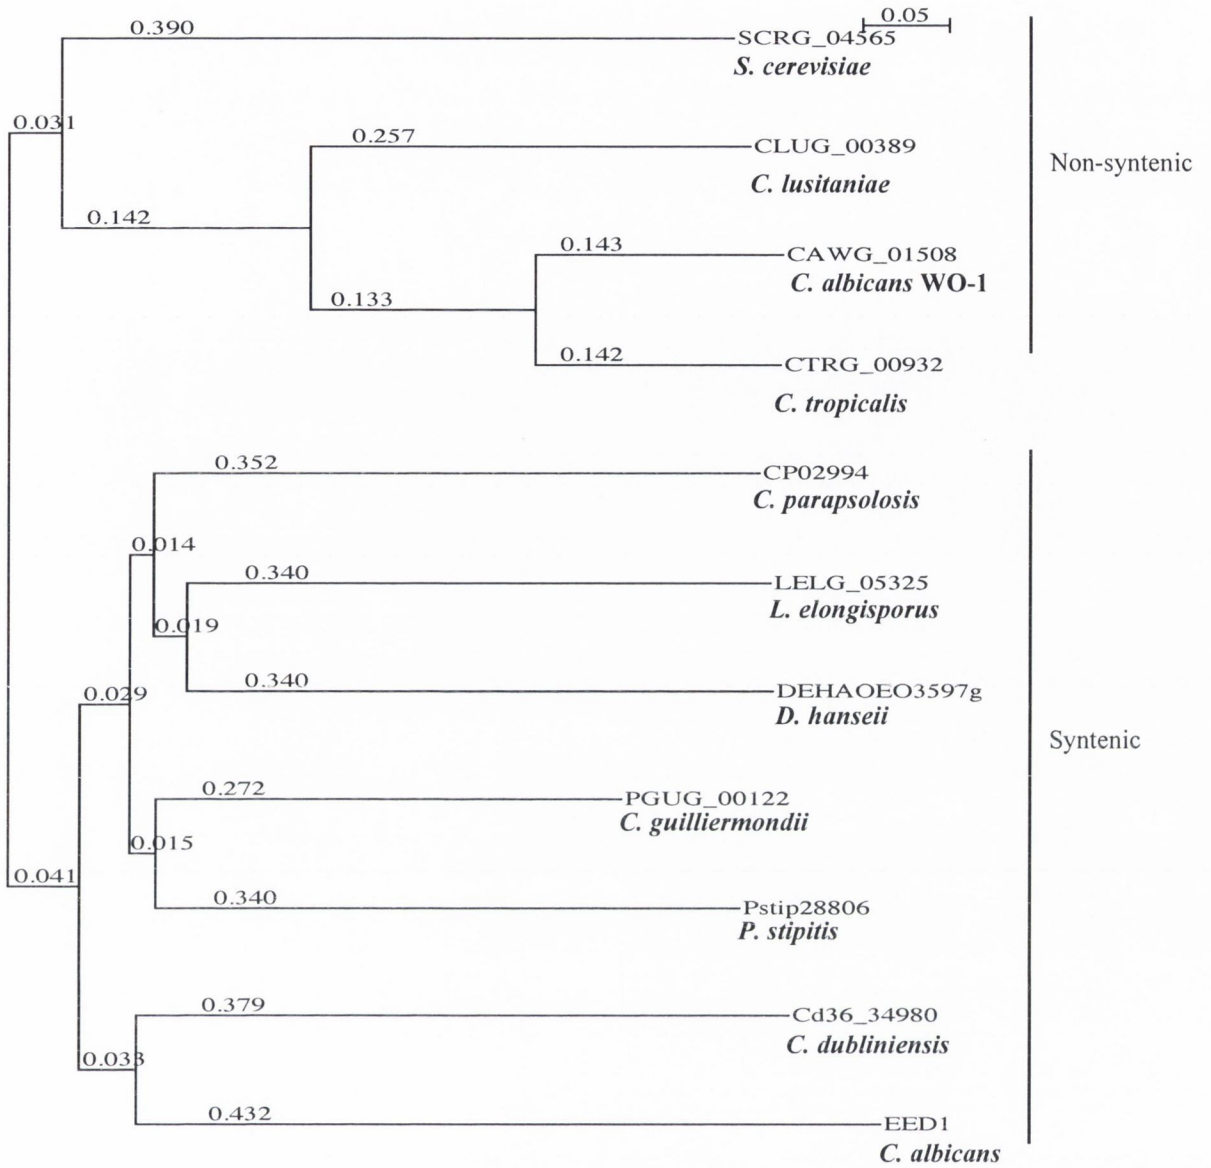 0.05
0.390
SCRG_04565
S. cerevisiae
0.031
0.257
CLUG_00389
C. lusitaniae
Non-syntenic
0.142
0.143
CAWG_01508
C. albicans WO-1
0.133
0.142
CTRG_00932
C. tropicalis
0.352
CP02994
C. parapsolosis
0.014
0.340
LELG_05325
L. elongisporus
0.019
0.340
DEHAOEO3597g
D. hanseii
0.029
Syntenic
0.272
PGUG_00122
C. guilliermondii
0.015
0.041
0.340
Pstip28806
P. stipitis
0.379
Cd36_34980
C. dubliniensis
0.033
0.432
EED1
C. albicans